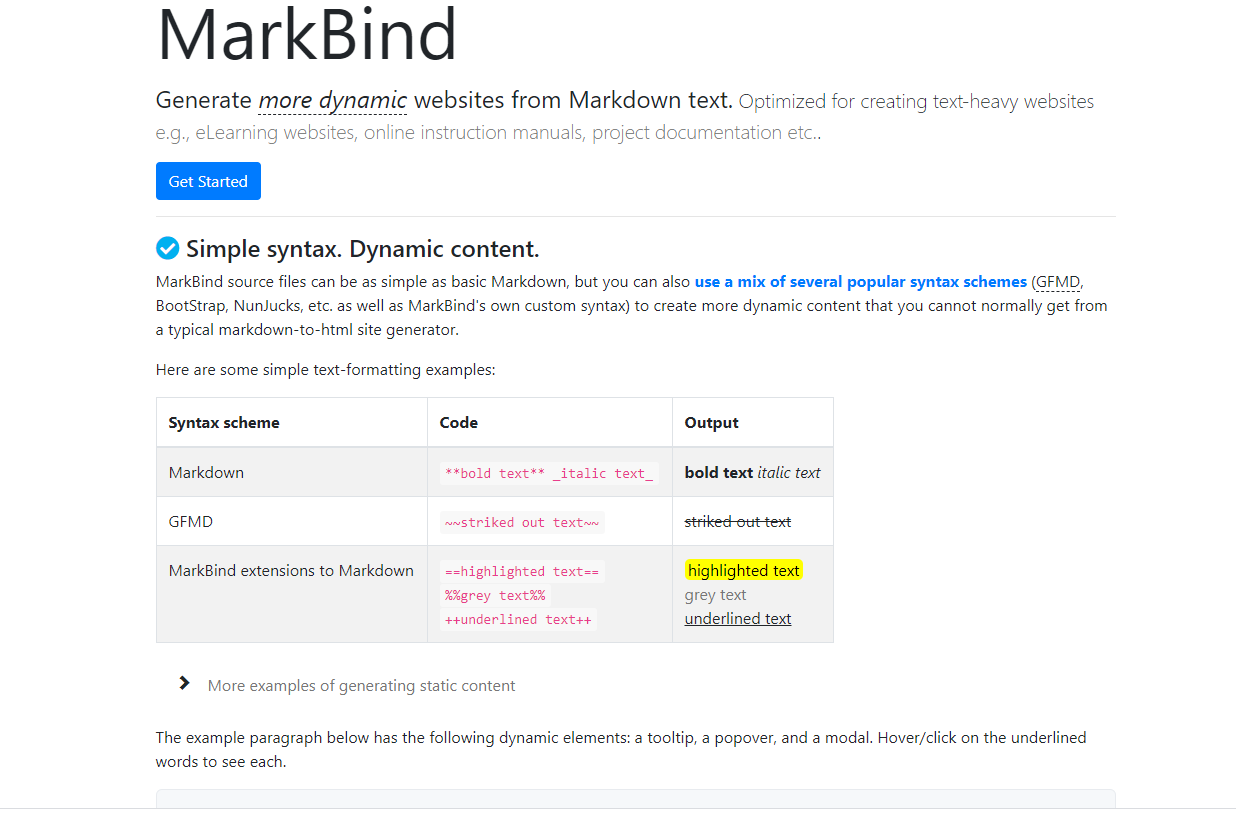 MarkBind
Generate more dynamic websites from Markdown text. Optimized for creating text-heavy websites
e.g., eLearning websites, online instruction manuals, project documentation etc..
Get Started
Simple syntax. Dynamic content.
MarkBind source files can be as simple as basic Markdown, but you can also use a mix of several popular syntax schemes (GFMD,
BootStrap, NunJucks, etc. as well as MarkBind's own custom syntax) to create more dynamic content that you cannot normally get from
a typical markdown-to-html site generator.
Here are some simple text-formatting examples:
Syntax scheme Code Output
Markdown **bold text** _italic text_ bold text italic text
GFMD ~~striked out text~~ striked out text
MarkBind extensions to Markdown ==highlighted text== highlighted text
%%grey text%% grey text
++underlined text++ underlined text
More examples of generating static content
The example paragraph below has the following dynamic elements: a tooltip, a popover, and a modal. Hover/click on the underlined
words to see each.